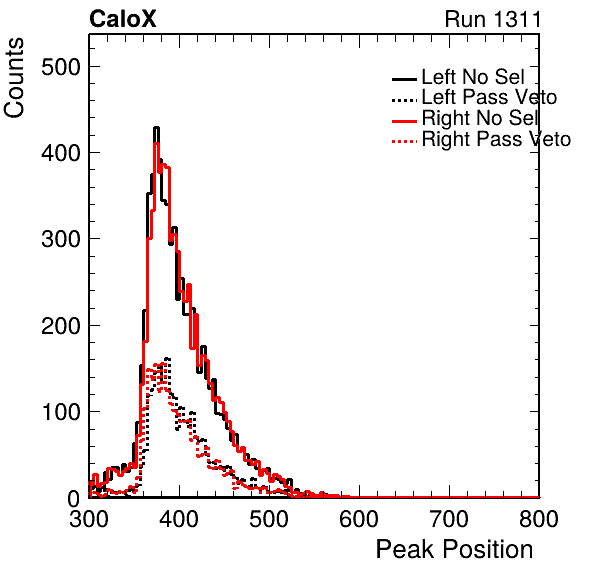 CaloX Run 1311
Counts
500
400
300
200
100
0
Left No Sel
Left Pass Veto
Right No Sel
Right Pass Veto
300 400 500 600 700 800
Peak Position